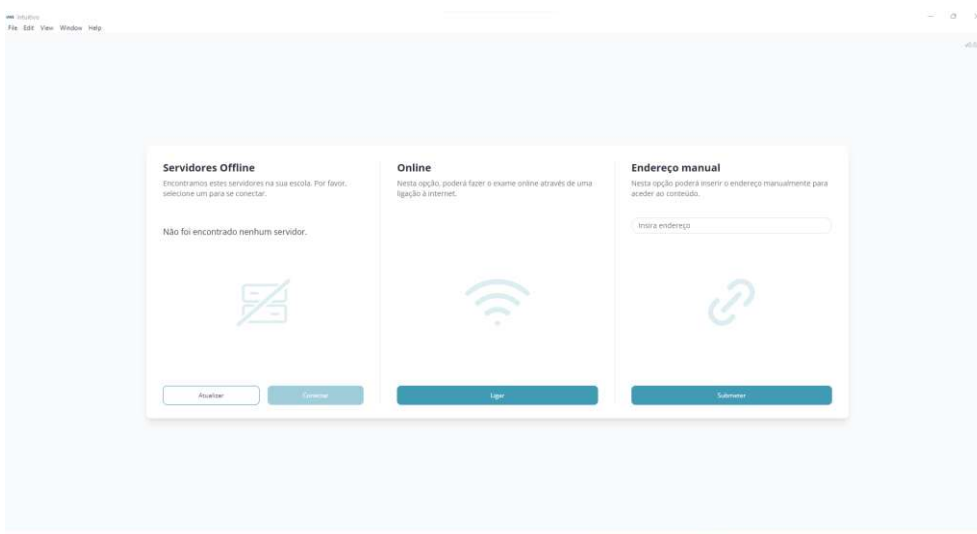 Intuitivo
File Edit View Window Help
Servidores Offline
Encontramos estes servidores na sua escola. Por favor,
selecione um para se conectar.
Não foi encontrado nenhum servidor.
Atualizar
Conectar
Online
Nesta opção, poderá fazer o exame online através de uma
ligação à internet.
Ligar
Endereço manual
Nesta opção poderá inserir o endereço manualmente para
aceder ao conteúdo.
Insira endereço
Submeter